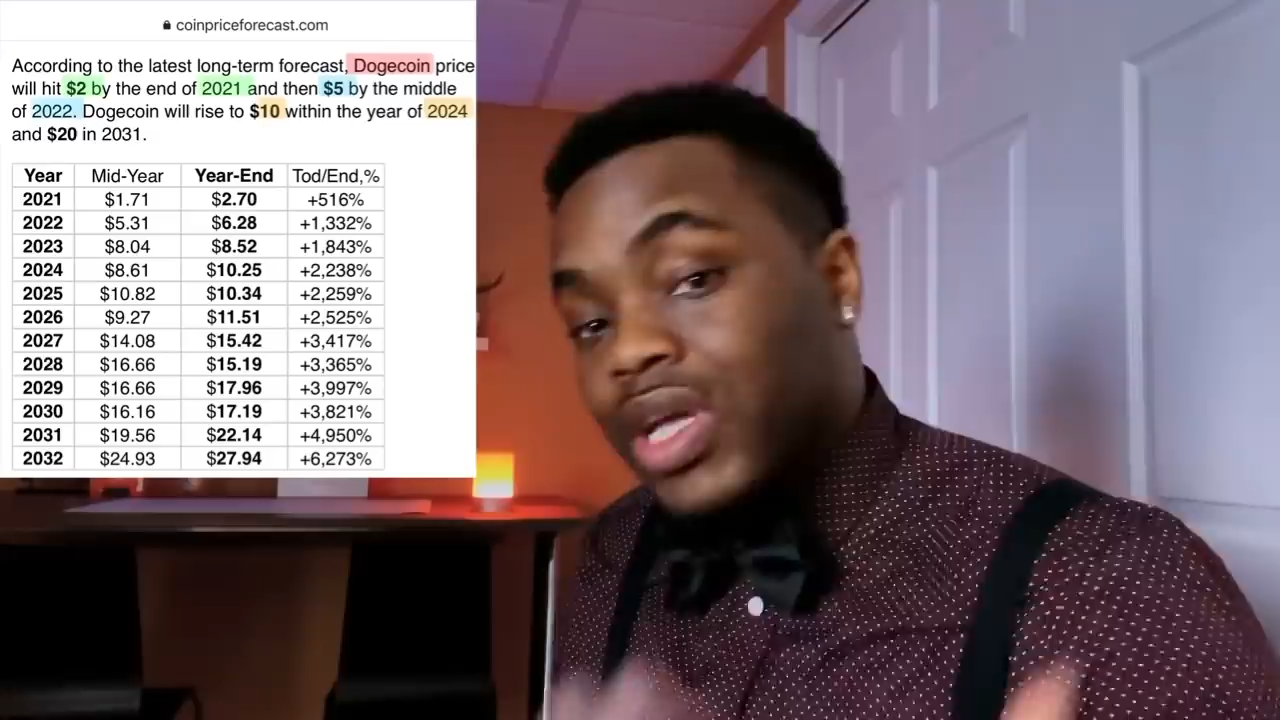 coinpriceforecast.com
According to the latest long-term forecast, Dogecoin price
will hit $2 by the end of 2021 and then $5 by the middle
of 2022. Dogecoin will rise to $10 within the year of 2024
and $20 in 2031.
Year Mid-Year Year-End Tod/End,%
2021 $1.71 $2.70 +516%
2022 $5.31 $6.28 +1,332%
2023 $8.04 $8.52 +1,843%
2024 $8.61 $10.25 +2,238%
2025 $10.82 $10.34 +2,259%
2026 $9.27 $11.51 +2,525%
2027 $14.08 $15.42 +3,417%
2028 $16.66 $15.19 +3,365%
2029 $16.66 $17.96 +3,997%
2030 $16.16 $17.19 +3,821%
2031 $19.56 $22.14 +4,950%
2032 $24.93 $27.94 +6,273%